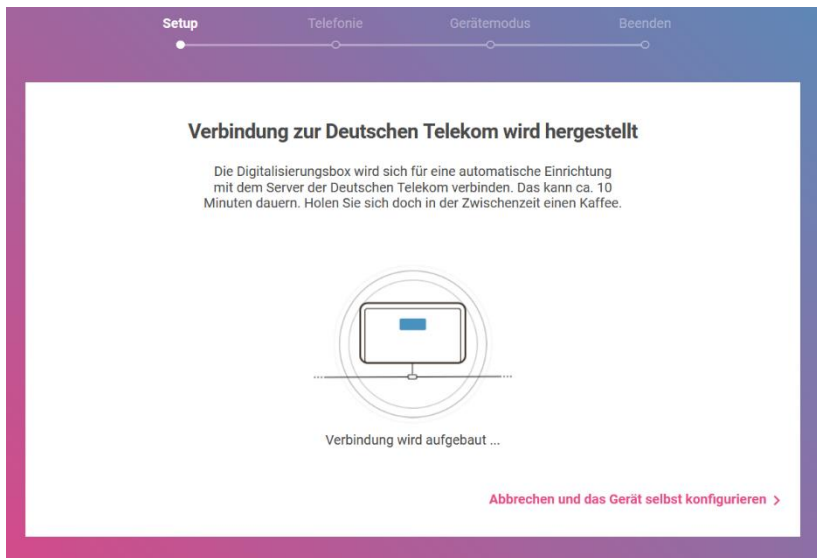 Setup Telefonie Gerätemodus Beenden
Verbindung zur Deutschen Telekom wird hergestellt
Die Digitalisierungsbox wird sich für eine automatische Einrichtung
mit dem Server der Deutschen Telekom verbinden. Das kann ca. 10
Minuten dauern. Holen Sie sich doch in der Zwischenzeit einen Kaffee.
Verbindung wird aufgebaut ...
Abbrechen und das Gerät selbst konfigurieren >